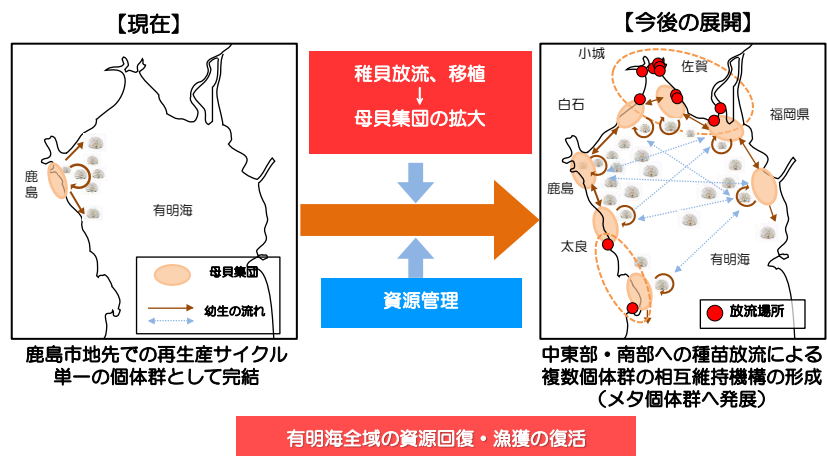 【現在】
鹿島
有明海
母貝集団
幼生の流れ
鹿島市地先での再生産サイクル
単一の個体群として完結
稚貝放流、移植
↓
母貝集団の拡大
資源管理
【今後の展開】
小城
佐賀
白石
福岡県
鹿島
太良
有明海
放流場所
中東部・南部への種苗放流による
複数個体群の相互維持機構の形成
（メタ個体群へ発展）
有明海全域の資源回復・漁獲の復活